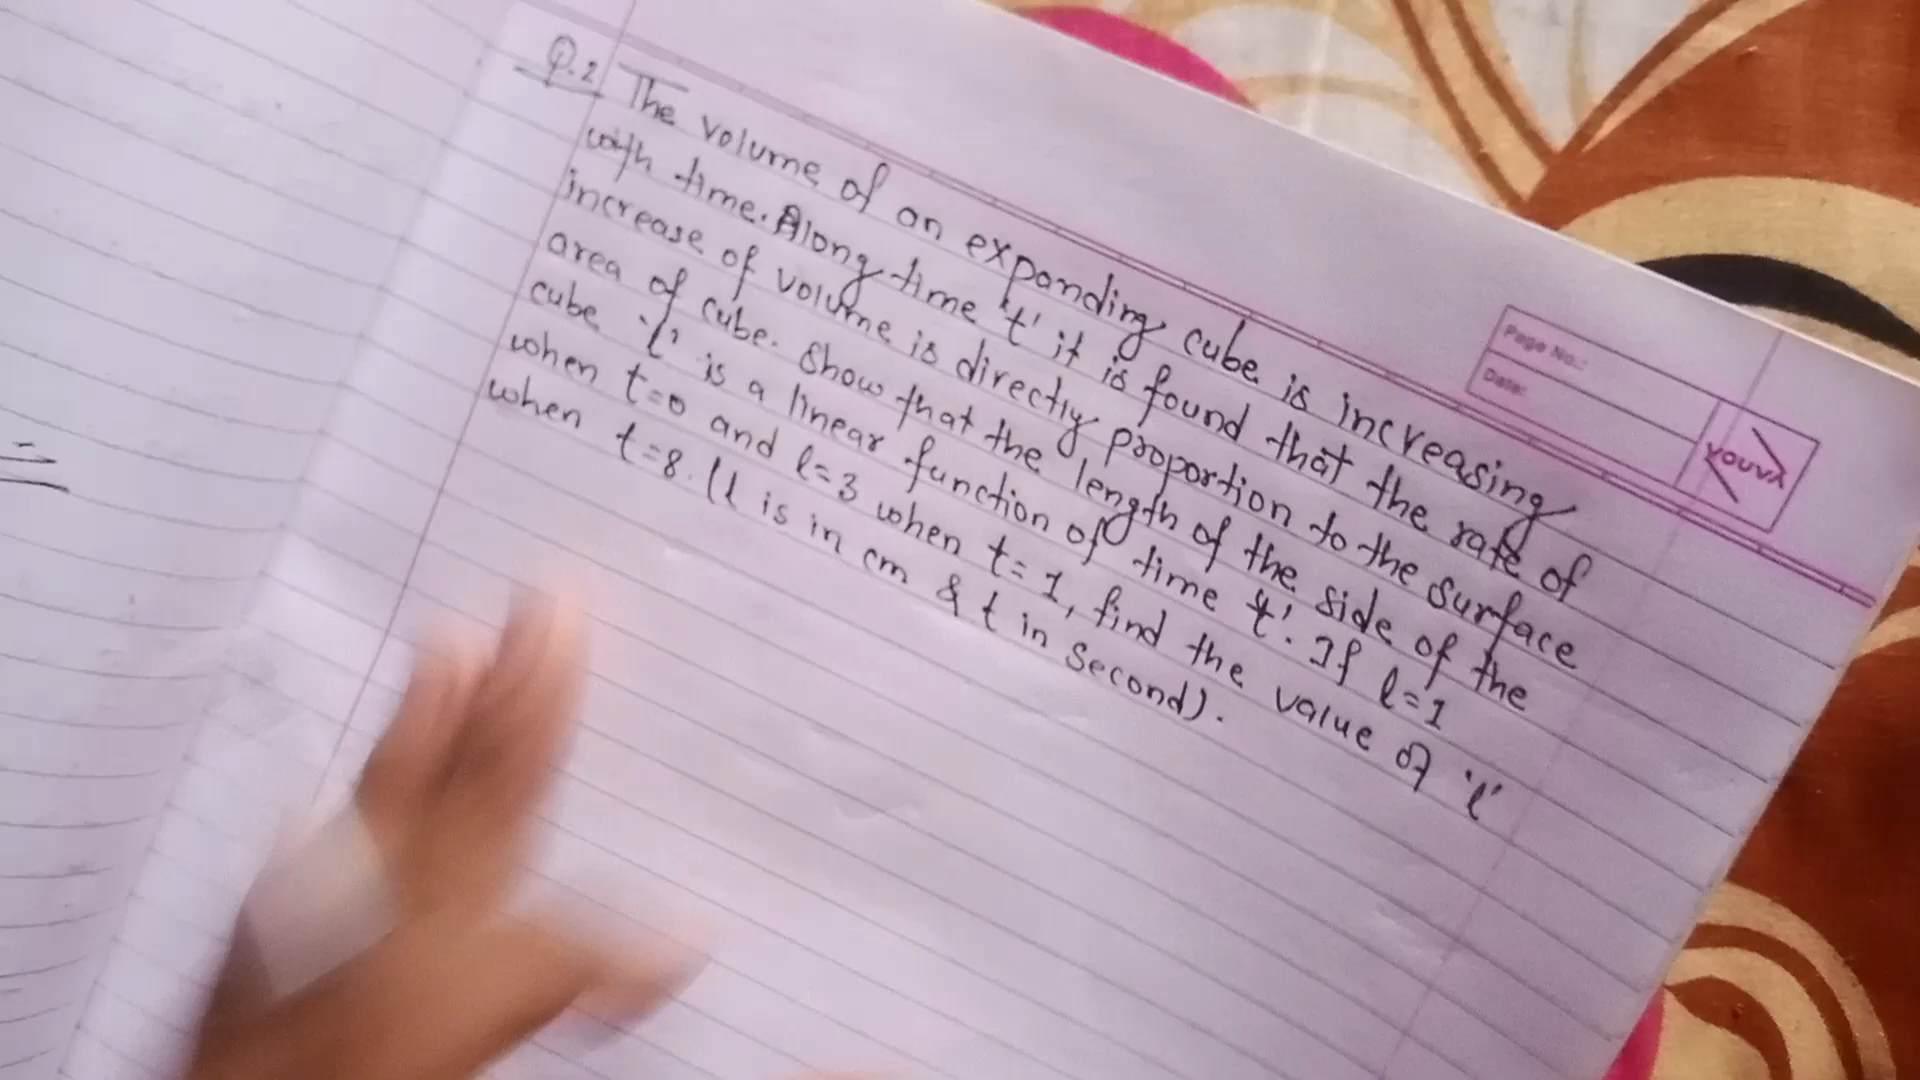 Q.2 The volume of an expanding cube is increasing
with time. Along time 't' it is found that the rate of
increase of volume is directly proportion to the surface
area of cube. Show that the length of the side of the
cube 'l' is a linear function of time 't'. If l=1
when t=0 and l=3 when t=1, find the value of 'l'
when t=8. (l is in cm & t in second).
Page No.:
Date:
YOUVA